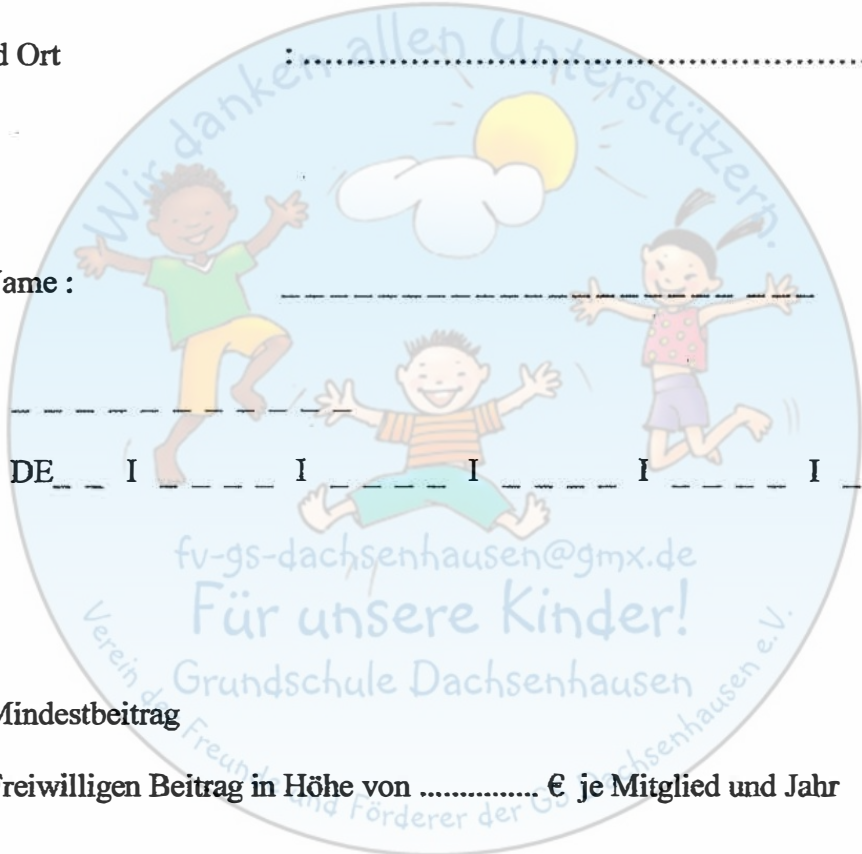 Wir danken allen Unterstützern.
d Ort : ........................................................................
ame : _ _ _ _ _ _ _ _ _ _ _ _ _ _ _ _ _ _ _ _ _ _
_ _ _ _ _ _ _ _ _ _ _
DE_ _ I _ _ _ _ I _ _ _ _ I _ _ _ _ I _ _ _ _ I _
fv-gs-dachsenhausen@gmx.de
Für unsere Kinder!
Grundschule Dachsenhausen
Mindestbeitrag
Freiwilligen Beitrag in Höhe von ............... € je Mitglied und Jahr
Verein der Freunde und Förderer der GS Dachsenhausen e.V.